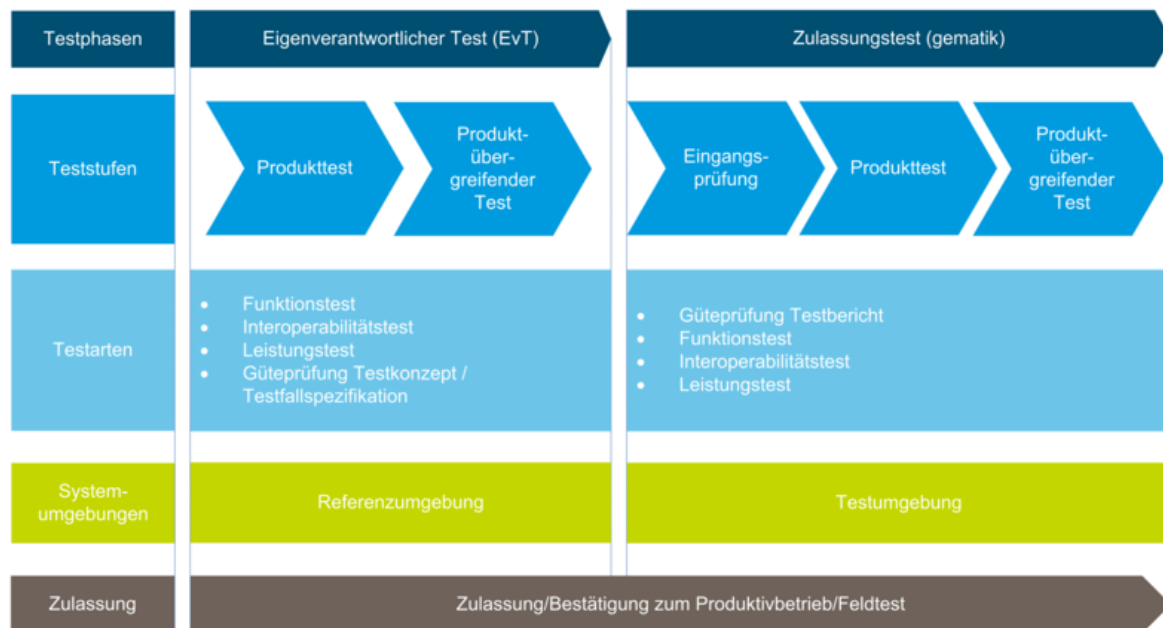 Testphasen
Eigenverantwortlicher Test (EvT)
Zulassungstest (gematik)
Teststufen
Produkttest
Produkt-
über-
greifender
Test
Eingangs-
prüfung
Produkttest
Produkt-
über-
greifender
Test
Testarten
• Funktionstest
• Interoperabilitätstest
• Leistungstest
• Güteprüfung Testkonzept /
Testfallspezifikation
• Güteprüfung Testbericht
• Funktionstest
• Interoperabilitätstest
• Leistungstest
System-
umgebungen
Referenzumgebung
Testumgebung
Zulassung
Zulassung/Bestätigung zum Produktivbetrieb/Feldtest